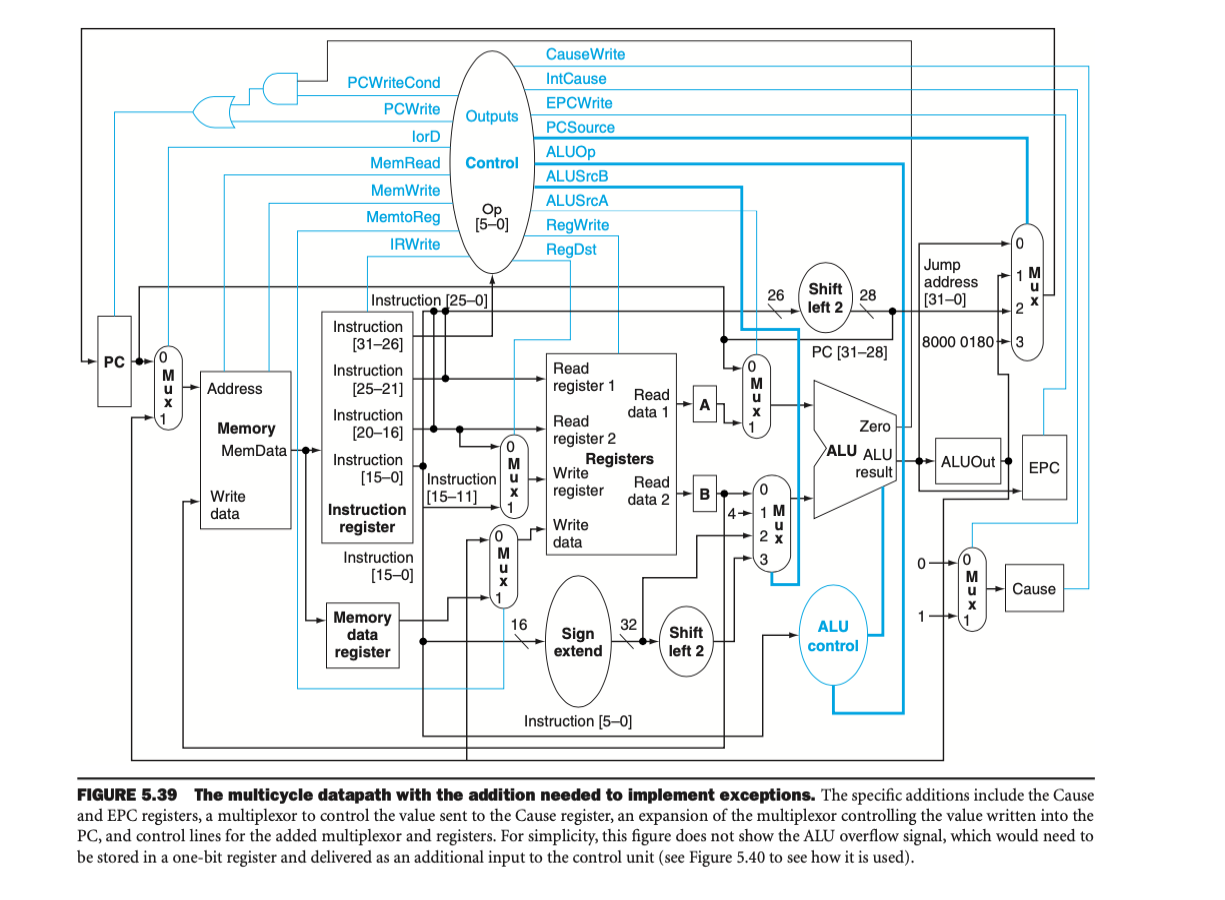 CauseWrite
IntCause
EPCWrite
PCSource
ALUOp
ALUSrcB
ALUSrcA
RegWrite
RegDst
PCWriteCond
PCWrite
IorD
MemRead
MemWrite
MemtoReg
IRWrite
Outputs
Control
Op
[5–0]
Instruction [25–0]
26
Shift
left 2
28
Jump
address
[31–0]
0
1
2
3
M
u
x
8000 0180
PC [31–28]
PC
0
M
u
x
1
Address
Memory
MemData
Write
data
Instruction
[31–26]
Instruction
[25–21]
Instruction
[20–16]
Instruction
[15–0]
Instruction
register
Instruction
[15–0]
Instruction
[15–11]
0
M
u
x
1
0
M
u
x
1
Memory
data
register
Read
register 1
Read
register 2
Registers
Write
register
Write
data
Read
data 1
Read
data 2
A
B
4
0
M
u
x
1
0
1
2
3
M
u
x
Zero
ALU
ALU
result
ALUOut
EPC
0
1
0
M
u
x
1
Cause
16
Sign
extend
32
Shift
left 2
ALU
control
Instruction [5–0]
FIGURE 5.39 The multicycle datapath with the addition needed to implement exceptions. The specific additions include the Cause
and EPC registers, a multiplexor to control the value sent to the Cause register, an expansion of the multiplexor controlling the value written into the
PC, and control lines for the added multiplexor and registers. For simplicity, this figure does not show the ALU overflow signal, which would need to
be stored in a one-bit register and delivered as an additional input to the control unit (see Figure 5.40 to see how it is used).